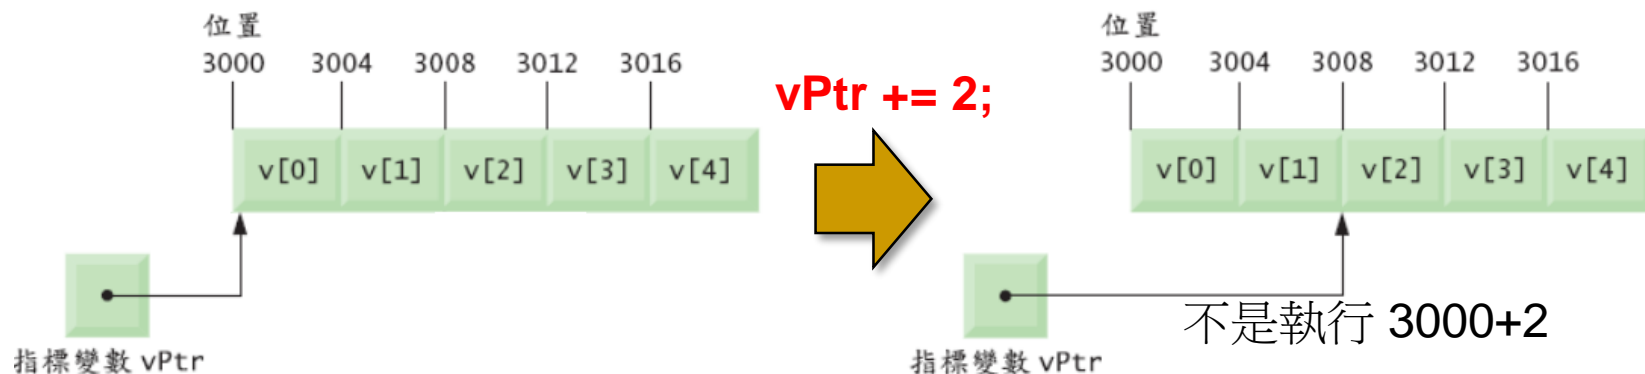 位置
3000 3004 3008 3012 3016
v[0] v[1] v[2] v[3] v[4]
指標變數 vPtr
vPtr += 2;
位置
3000 3004 3008 3012 3016
v[0] v[1] v[2] v[3] v[4]
不是執行 3000+2
指標變數 vPtr